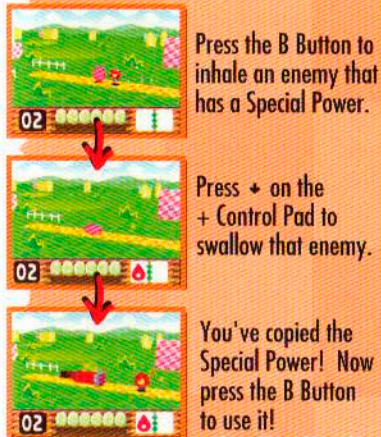 Press the B Button to
inhale an enemy that
has a Special Power.
02
Press ↓ on the
+ Control Pad to
swallow that enemy.
02
You've copied the
Special Power! Now
press the B Button
to use it!
02